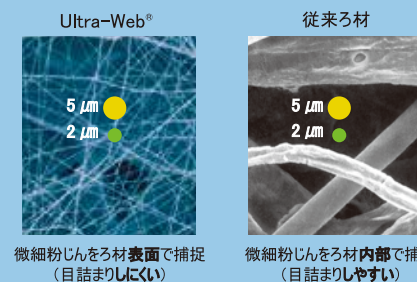 Ultra-Web®
従来ろ材
5 μm
2 μm
5 μm
2 μm
微細粉じんをろ材表面で捕捉
(目詰まりしにくい)
微細粉じんをろ材内部で捕
(目詰まりしやすい)